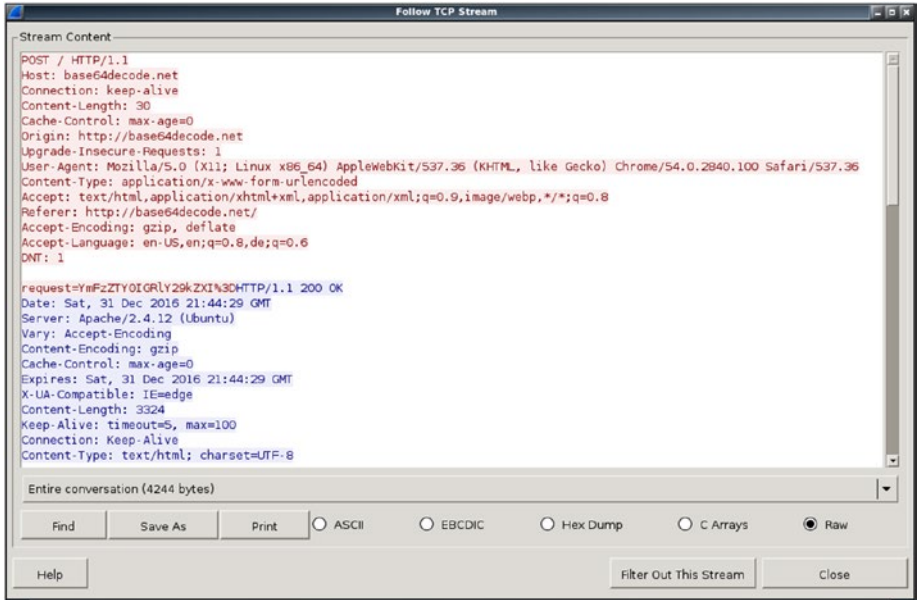 Follow TCP Stream
Stream Content
POST / HTTP/1.1
Host: base64decode.net
Connection: keep-alive
Content-Length: 30
Cache-Control: max-age=0
Origin: http://base64decode.net
Upgrade-Insecure-Requests: 1
User-Agent: Mozilla/5.0 (X11; Linux x86_64) AppleWebKit/537.36 (KHTML, like Gecko) Chrome/54.0.2840.100 Safari/537.36
Content-Type: application/x-www-form-urlencoded
Accept: text/html,application/xhtml+xml,application/xml;q=0.9,image/webp,*/*;q=0.8
Referer: http://base64decode.net/
Accept-Encoding: gzip, deflate
Accept-Language: en-US,en;q=0.8,de;q=0.6
DNT: 1
request=YmFzZTY0IGRlY29kZXI%3DHTTP/1.1 200 OK
Date: Sat, 31 Dec 2016 21:44:29 GMT
Server: Apache/2.4.12 (Ubuntu)
Vary: Accept-Encoding
Content-Encoding: gzip
Cache-Control: max-age=0
Expires: Sat, 31 Dec 2016 21:44:29 GMT
X-UA-Compatible: IE=edge
Content-Length: 3324
Keep-Alive: timeout=5, max=100
Connection: Keep-Alive
Content-Type: text/html; charset=UTF-8
Entire conversation (4244 bytes)
Find Save As Print ASCII EBCDIC Hex Dump C Arrays Raw
Help Filter Out This Stream Close